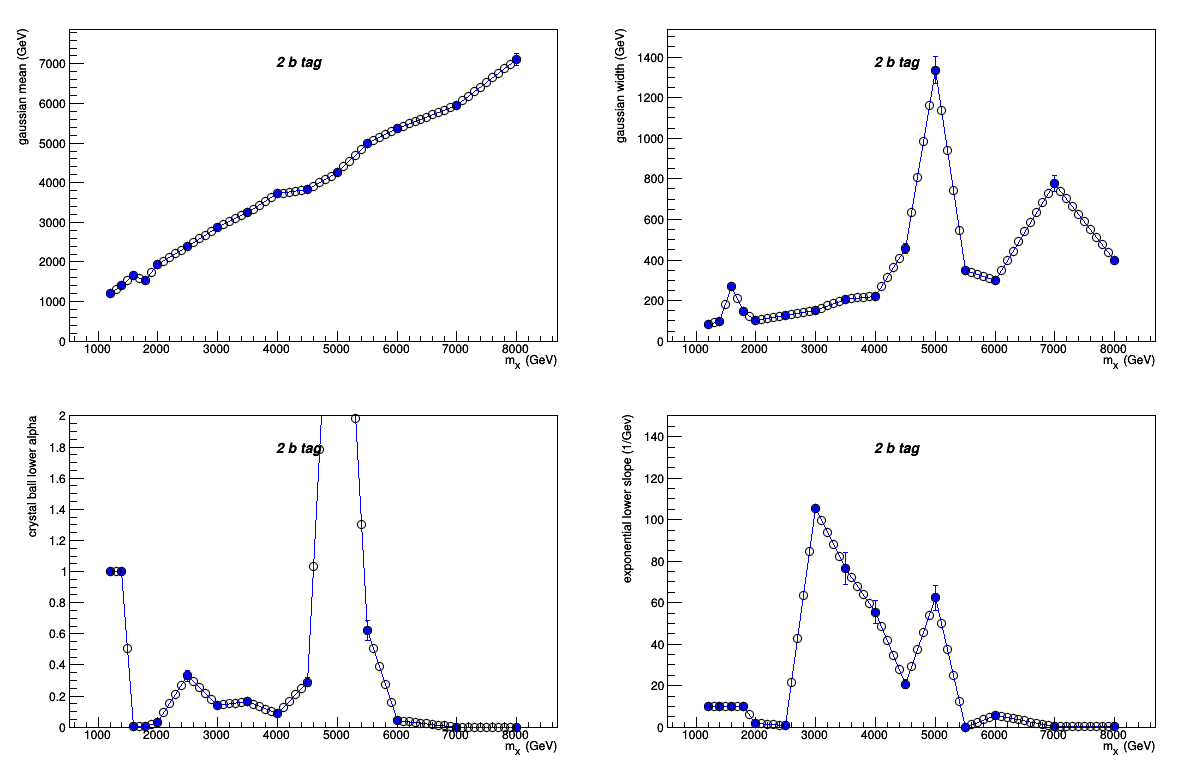 gaussian mean (GeV)
2 b tag
7000
6000
5000
4000
3000
2000
1000
0
1000 2000 3000 4000 5000 6000 7000 8000
mx (GeV)
gaussian width (GeV)
2 b tag
1400
1200
1000
800
600
400
200
0
1000 2000 3000 4000 5000 6000 7000 8000
mx (GeV)
crystal ball lower alpha
2 b tag
2
1.8
1.6
1.4
1.2
1
0.8
0.6
0.4
0.2
0
1000 2000 3000 4000 5000 6000 7000 8000
mx (GeV)
exponential lower slope (1/Gev)
2 b tag
140
120
100
80
60
40
20
0
1000 2000 3000 4000 5000 6000 7000 8000
mx (GeV)